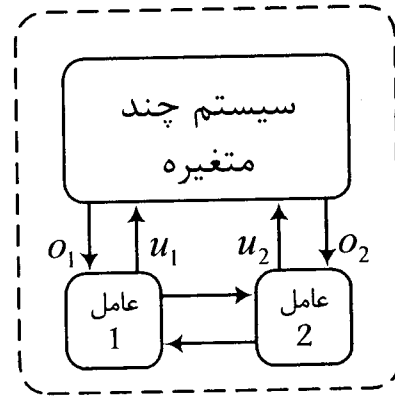 سیستم چند
متغیره
o₁ u₁ u₂ o₂
عامل
1
عامل
2